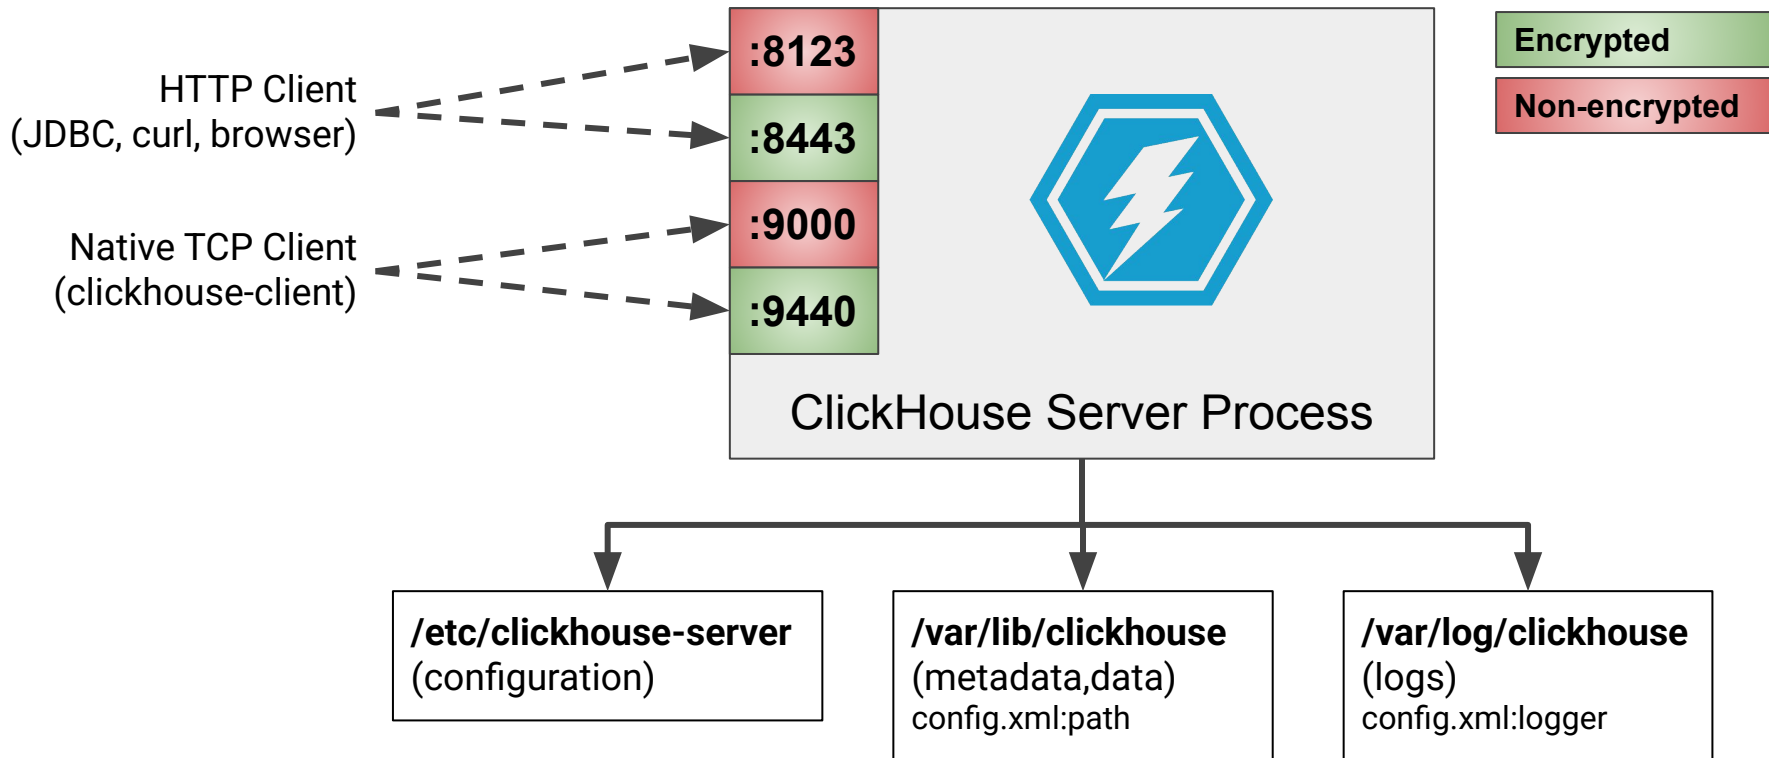 HTTP Client
(JDBC, curl, browser)
Native TCP Client
(clickhouse-client)
:8123
:8443
:9000
:9440
ClickHouse Server Process
Encrypted
Non-encrypted
/etc/clickhouse-server
(configuration)
/var/lib/clickhouse
(metadata,data)
config.xml:path
/var/log/clickhouse
(logs)
config.xml:logger